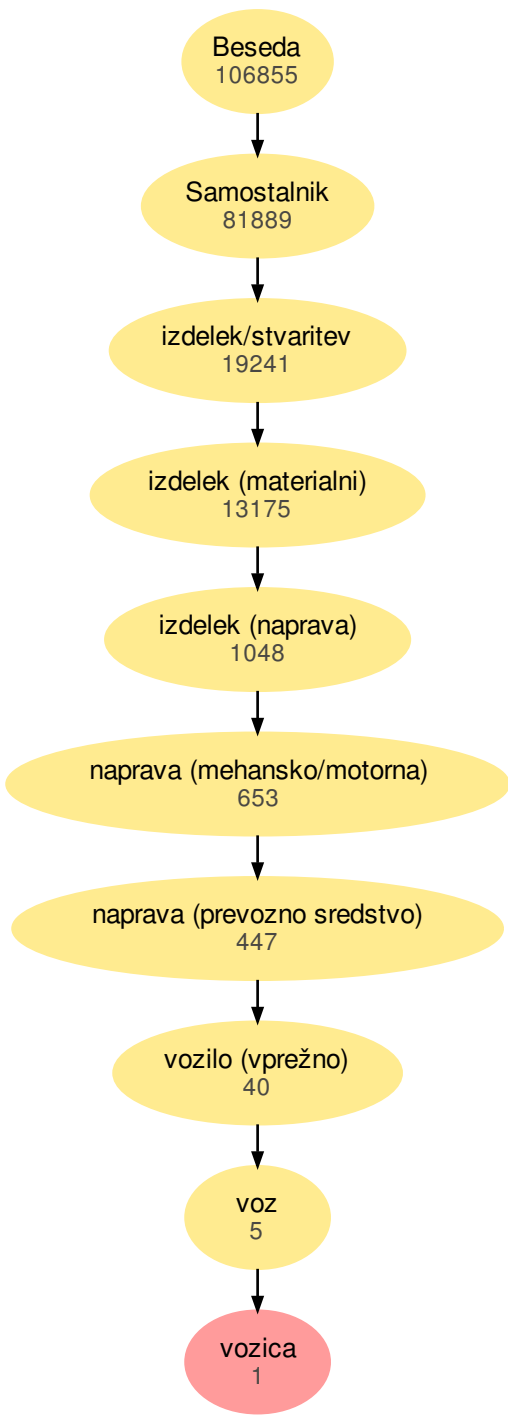 Beseda
106855
Samostalnik
81889
izdelek/stvaritev
19241
izdelek (materialni)
13175
izdelek (naprava)
1048
naprava (mehansko/motorna)
653
naprava (prevozno sredstvo)
447
vozilo (vprežno)
40
voz
5
vozica
1